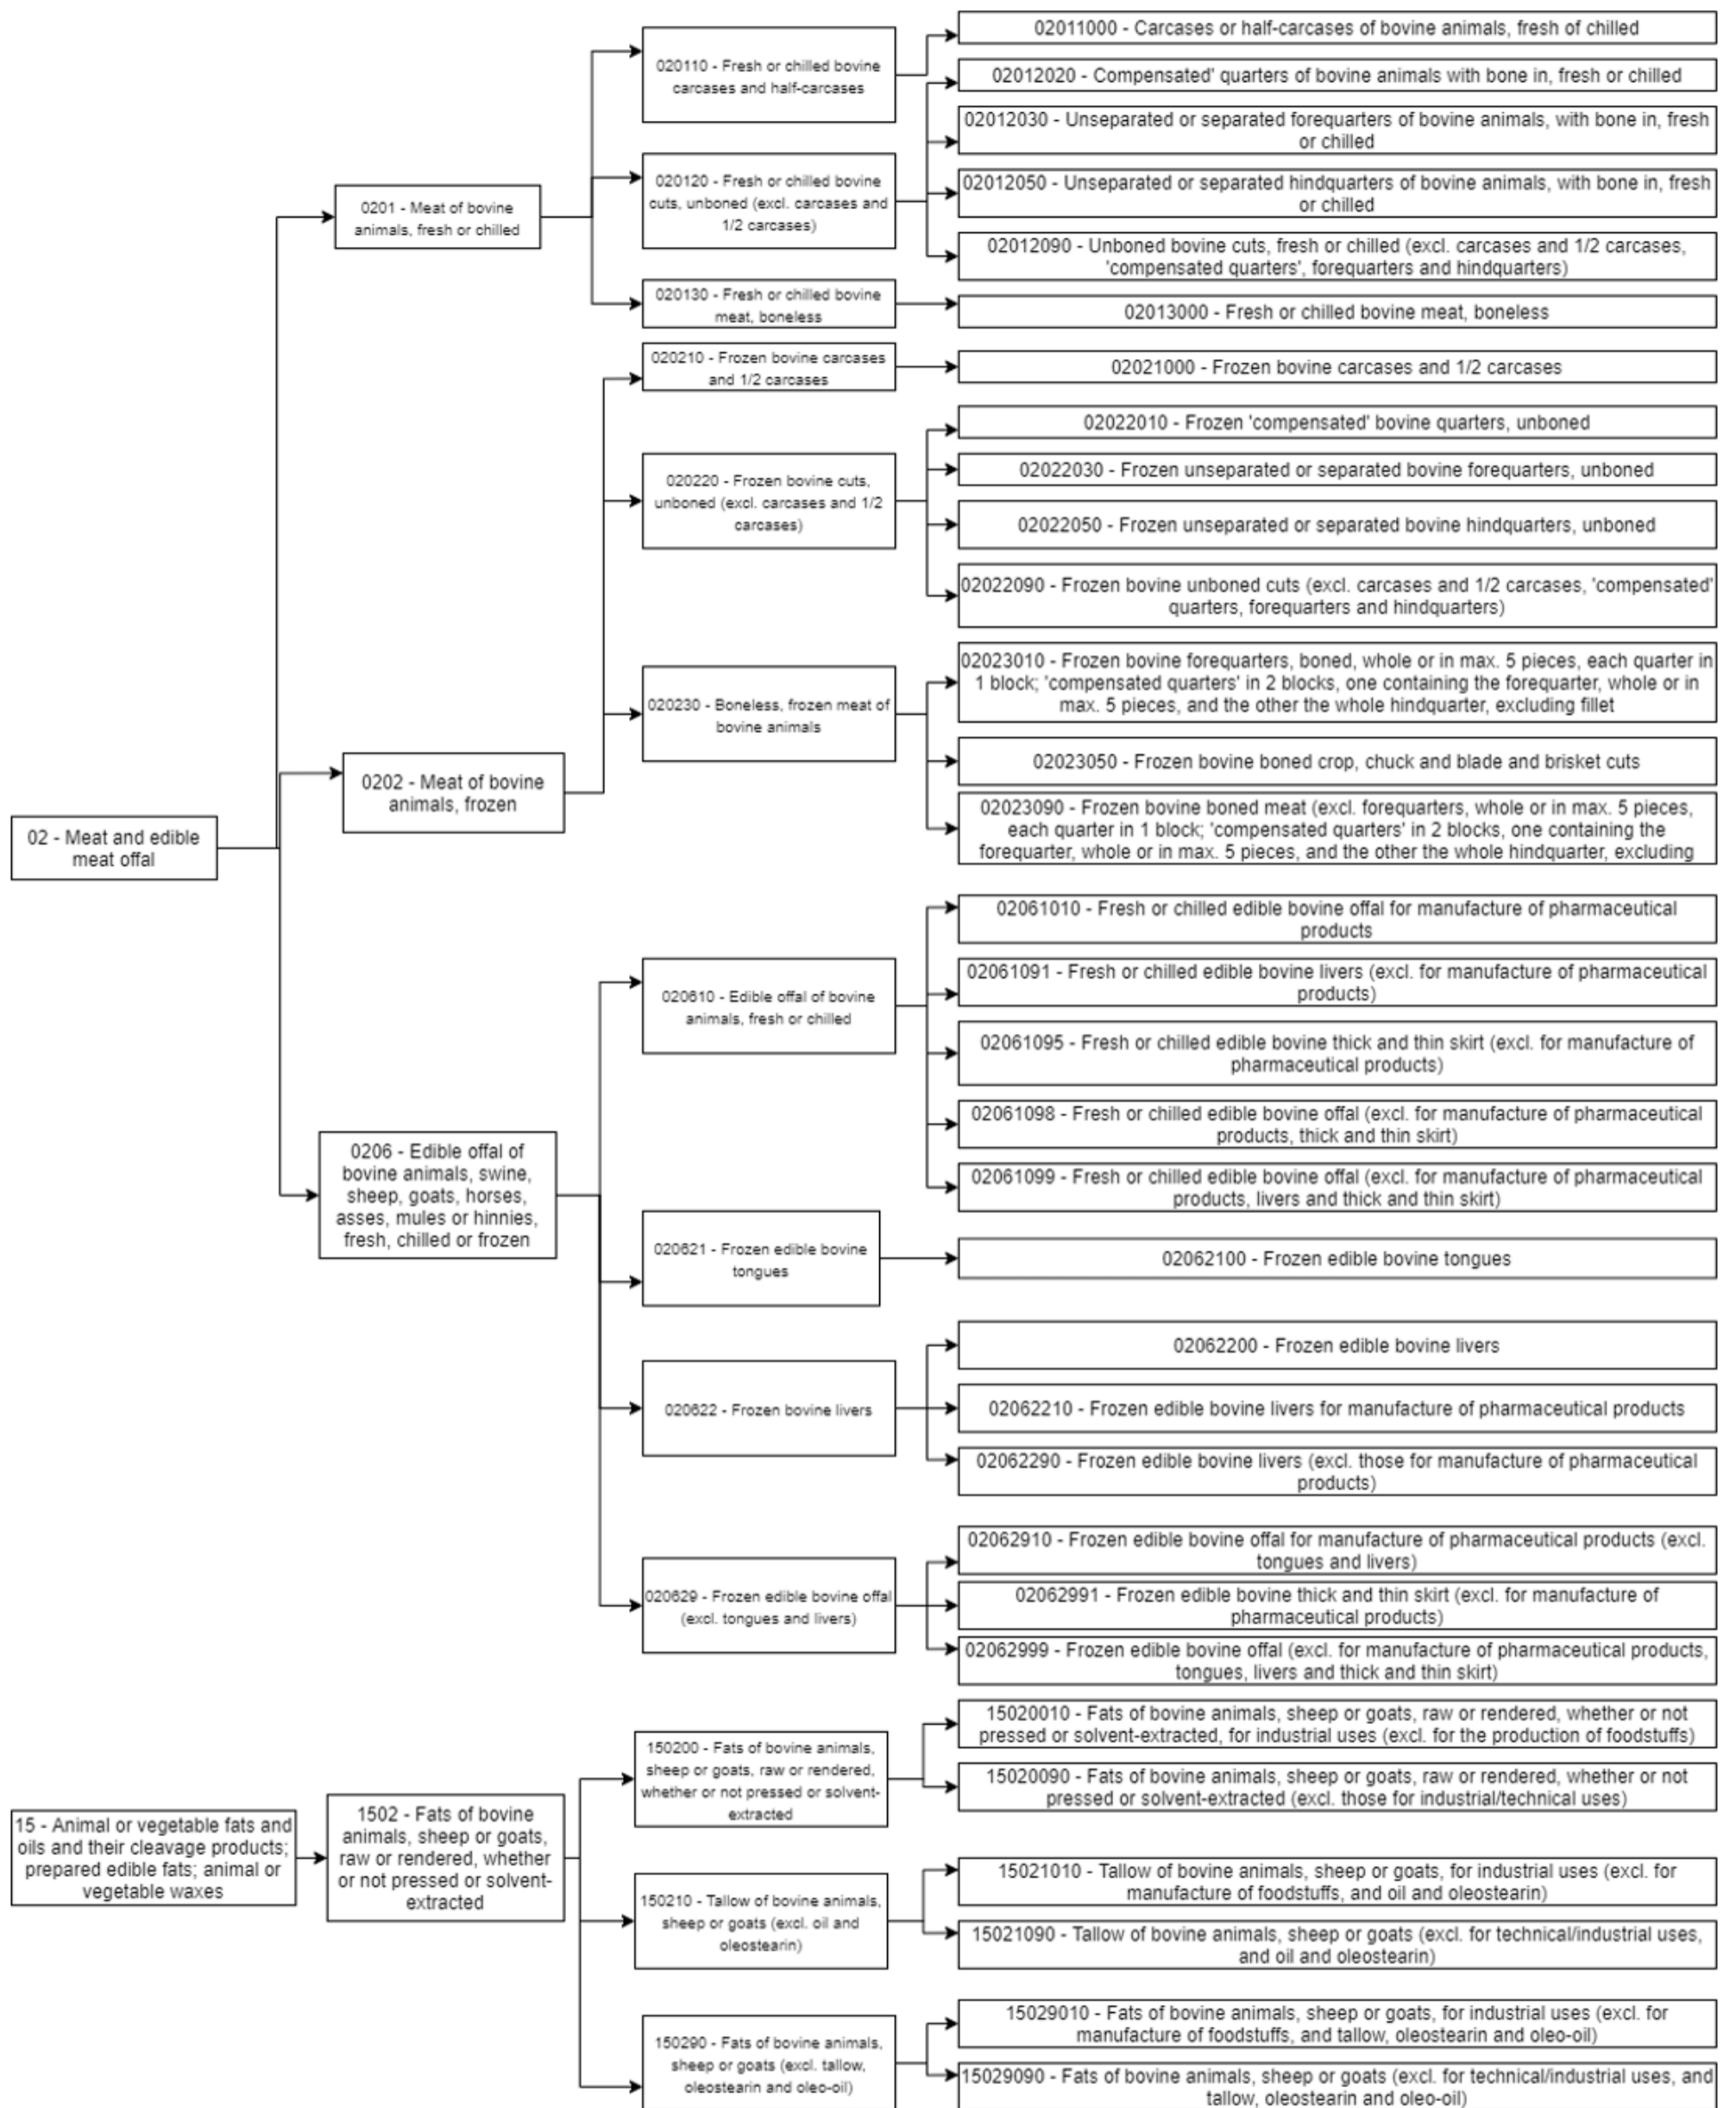 02 - Meat and edible
meat offal
0201 - Meat of bovine
animals, fresh or chilled
020110 - Fresh or chilled bovine
carcases and half-carcases
02011000 - Carcases or half-carcases of bovine animals, fresh of chilled
020120 - Fresh or chilled bovine
cuts, unboned (excl. carcases and
1/2 carcases)
02012020 - Compensated' quarters of bovine animals with bone in, fresh or chilled
02012030 - Unseparated or separated forequarters of bovine animals, with bone in, fresh
or chilled
02012050 - Unseparated or separated hindquarters of bovine animals, with bone in, fresh
or chilled
02012090 - Unboned bovine cuts, fresh or chilled (excl. carcases and 1/2 carcases,
'compensated quarters', forequarters and hindquarters)
020130 - Fresh or chilled bovine
meat, boneless
02013000 - Fresh or chilled bovine meat, boneless
0202 - Meat of bovine
animals, frozen
020210 - Frozen bovine carcases
and 1/2 carcases
02021000 - Frozen bovine carcases and 1/2 carcases
020220 - Frozen bovine cuts,
unboned (excl. carcases and 1/2
carcases)
02022010 - Frozen 'compensated' bovine quarters, unboned
02022030 - Frozen unseparated or separated bovine forequarters, unboned
02022050 - Frozen unseparated or separated bovine hindquarters, unboned
02022090 - Frozen bovine unboned cuts (excl. carcases and 1/2 carcases, 'compensated'
quarters, forequarters and hindquarters)
020230 - Boneless, frozen meat of
bovine animals
02023010 - Frozen bovine forequarters, boned, whole or in max. 5 pieces, each quarter in
1 block; 'compensated quarters' in 2 blocks, one containing the forequarter, whole or in
max. 5 pieces, and the other the whole hindquarter, excluding fillet
02023050 - Frozen bovine boned crop, chuck and blade and brisket cuts
02023090 - Frozen bovine boned meat (excl. forequarters, whole or in max. 5 pieces,
each quarter in 1 block; 'compensated quarters' in 2 blocks, one containing the
forequarter, whole or in max. 5 pieces, and the other the whole hindquarter, excluding
0206 - Edible offal of
bovine animals, swine,
sheep, goats, horses,
asses, mules or hinnies,
fresh, chilled or frozen
020610 - Edible offal of bovine
animals, fresh or chilled
02061010 - Fresh or chilled edible bovine offal for manufacture of pharmaceutical
products
02061091 - Fresh or chilled edible bovine livers (excl. for manufacture of pharmaceutical
products)
02061095 - Fresh or chilled edible bovine thick and thin skirt (excl. for manufacture of
pharmaceutical products)
02061098 - Fresh or chilled edible bovine offal (excl. for manufacture of pharmaceutical
products, thick and thin skirt)
02061099 - Fresh or chilled edible bovine offal (excl. for manufacture of pharmaceutical
products, livers and thick and thin skirt)
020621 - Frozen edible bovine
tongues
02062100 - Frozen edible bovine tongues
020622 - Frozen bovine livers
02062200 - Frozen edible bovine livers
02062210 - Frozen edible bovine livers for manufacture of pharmaceutical products
02062290 - Frozen edible bovine livers (excl. those for manufacture of pharmaceutical
products)
020629 - Frozen edible bovine offal
(excl. tongues and livers)
02062910 - Frozen edible bovine offal for manufacture of pharmaceutical products (excl.
tongues and livers)
02062991 - Frozen edible bovine thick and thin skirt (excl. for manufacture of
pharmaceutical products)
02062999 - Frozen edible bovine offal (excl. for manufacture of pharmaceutical products,
tongues, livers and thick and thin skirt)
15 - Animal or vegetable fats and
oils and their cleavage products;
prepared edible fats; animal or
vegetable waxes
1502 - Fats of bovine
animals, sheep or goats,
raw or rendered, whether
or not pressed or solvent-
extracted
150200 - Fats of bovine animals,
sheep or goats, raw or rendered,
whether or not pressed or solvent-
extracted
15020010 - Fats of bovine animals, sheep or goats, raw or rendered, whether or not
pressed or solvent-extracted, for industrial uses (excl. for the production of foodstuffs)
15020090 - Fats of bovine animals, sheep or goats, raw or rendered, whether or not
pressed or solvent-extracted (excl. those for industrial/technical uses)
150210 - Tallow of bovine animals,
sheep or goats (excl. oil and
oleostearin)
15021010 - Tallow of bovine animals, sheep or goats, for industrial uses (excl. for
manufacture of foodstuffs, and oil and oleostearin)
15021090 - Tallow of bovine animals, sheep or goats (excl. for technical/industrial uses,
and oil and oleostearin)
150290 - Fats of bovine animals,
sheep or goats (excl. tallow,
oleostearin and oleo-oil)
15029010 - Fats of bovine animals, sheep or goats, for industrial uses (excl. for
manufacture of foodstuffs, and tallow, oleostearin and oleo-oil)
15029090 - Fats of bovine animals, sheep or goats (excl. for technical/industrial uses, and
tallow, oleostearin and oleo-oil)